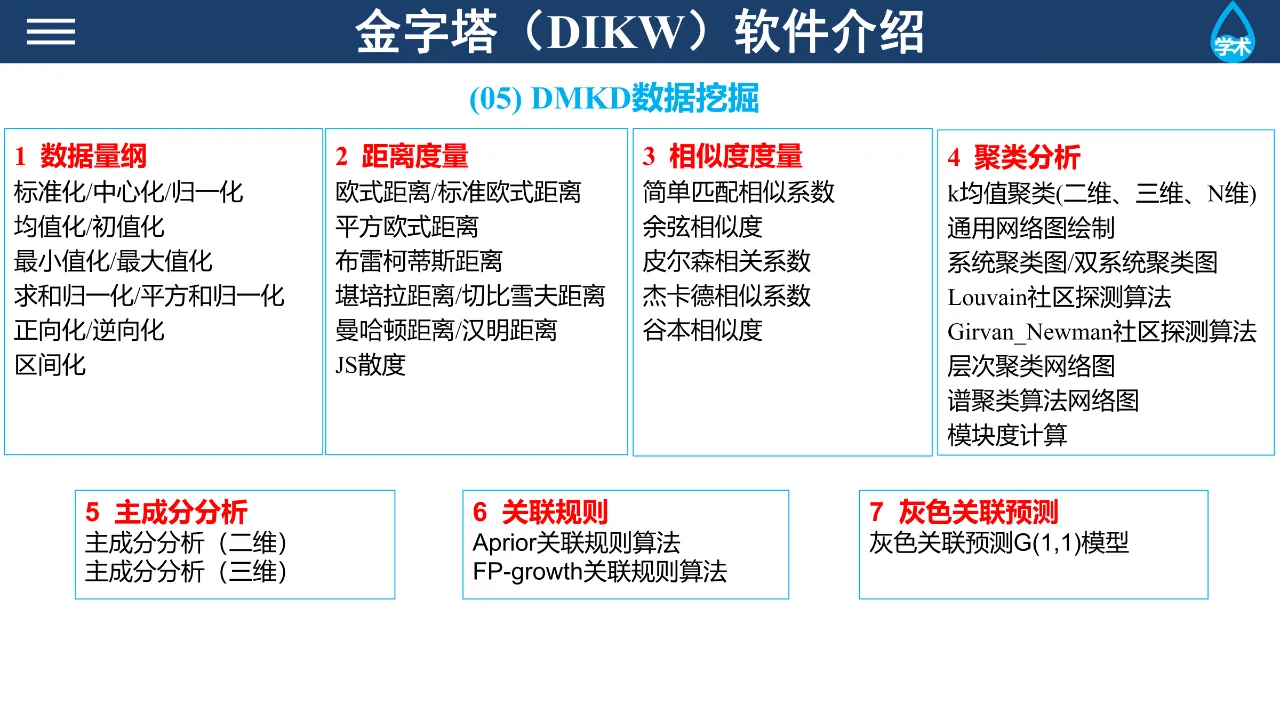 金字塔（DIKW）软件介绍
学术
(05) DMKD数据挖掘
1 数据量纲
标准化/中心化/归一化
均值化/初值化
最小值化/最大值化
求和归一化/平方和归一化
正向化/逆向化
区间化
2 距离度量
欧式距离/标准欧式距离
平方欧式距离
布雷柯蒂斯距离
堪培拉距离/切比雪夫距离
曼哈顿距离/汉明距离
JS散度
3 相似度度量
简单匹配相似系数
余弦相似度
皮尔森相关系数
杰卡德相似系数
谷本相似度
4 聚类分析
k均值聚类(二维、三维、N维)
通用网络图绘制
系统聚类图/双系统聚类图
Louvain社区探测算法
Girvan_Newman社区探测算法
层次聚类网络图
谱聚类算法网络图
模块度计算
5 主成分分析
主成分分析（二维）
主成分分析（三维）
6 关联规则
Aprior关联规则算法
FP-growth关联规则算法
7 灰色关联预测
灰色关联预测G(1,1)模型